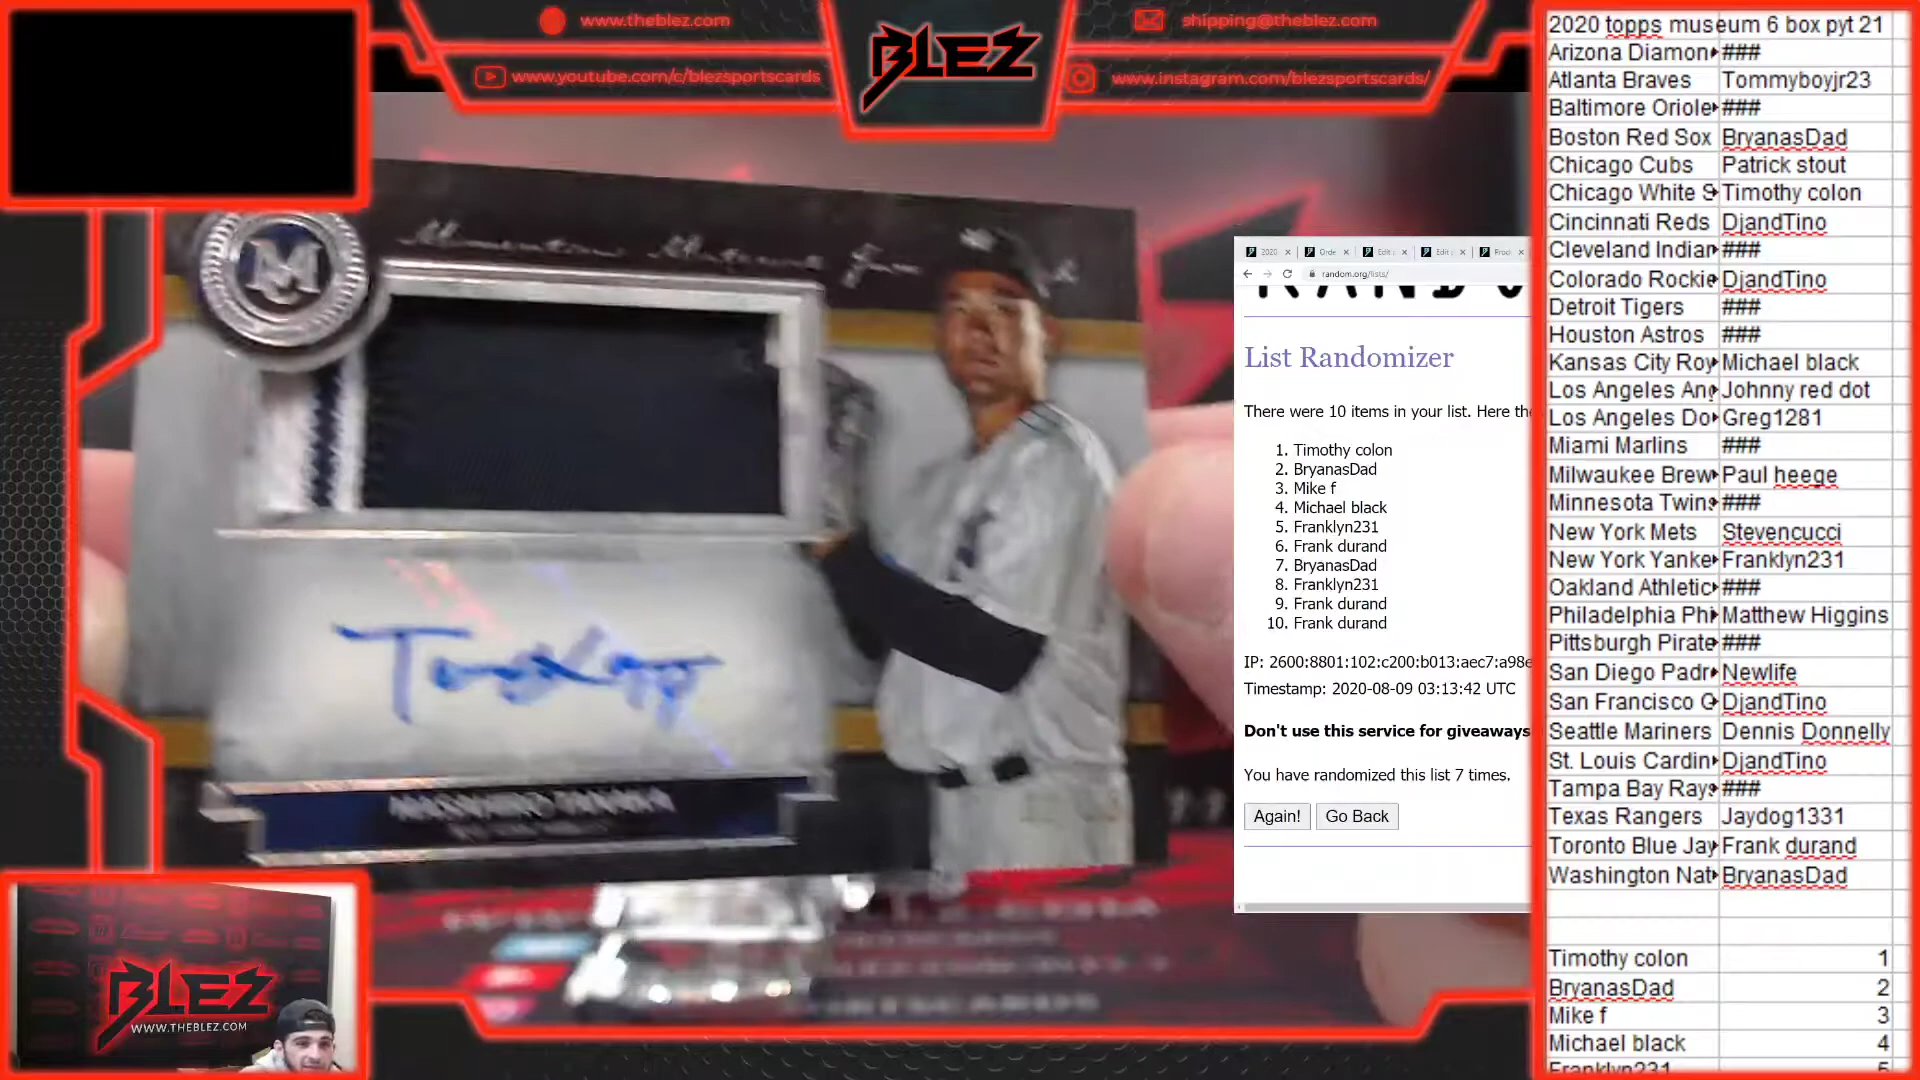 www.theblez.com
BLEZ
shipping@theblez.com
www.youtube.com/c/blezsportscards
www.instagram.com/blezsportscards/
M
MASAHIRO TANAKA
BLEZ
WWW.THEBLEZ.COM
random.org/lists/
List Randomizer
There were 10 items in your list. Here the
1. Timothy colon
2. BryanasDad
3. Mike f
4. Michael black
5. Franklyn231
6. Frank durand
7. BryanasDad
8. Franklyn231
9. Frank durand
10. Frank durand
IP: 2600:8801:102:c200:b013:aec7:a98e
Timestamp: 2020-08-09 03:13:42 UTC
Don't use this service for giveaways
You have randomized this list 7 times.
Again! Go Back
2020 topps museum 6 box pyt 21
Arizona Diamon ###
Atlanta Braves Tommyboyjr23
Baltimore Oriole ###
Boston Red Sox BryanasDad
Chicago Cubs Patrick stout
Chicago White S Timothy colon
Cincinnati Reds DjandTino
Cleveland Indian ###
Colorado Rockie DjandTino
Detroit Tigers ###
Houston Astros ###
Kansas City Roy Michael black
Los Angeles Ang Johnny red dot
Los Angeles Do Greg1281
Miami Marlins ###
Milwaukee Brew Paul heege
Minnesota Twins ###
New York Mets Stevencucci
New York Yanke Franklyn231
Oakland Athletic ###
Philadelphia Phi Matthew Higgins
Pittsburgh Pirate ###
San Diego Padr Newlife
San Francisco G DjandTino
Seattle Mariners Dennis Donnelly
St. Louis Cardin DjandTino
Tampa Bay Rays ###
Texas Rangers Jaydog1331
Toronto Blue Jay Frank durand
Washington Nat BryanasDad
Timothy colon 1
BryanasDad 2
Mike f 3
Michael black 4
Franklyn231 5